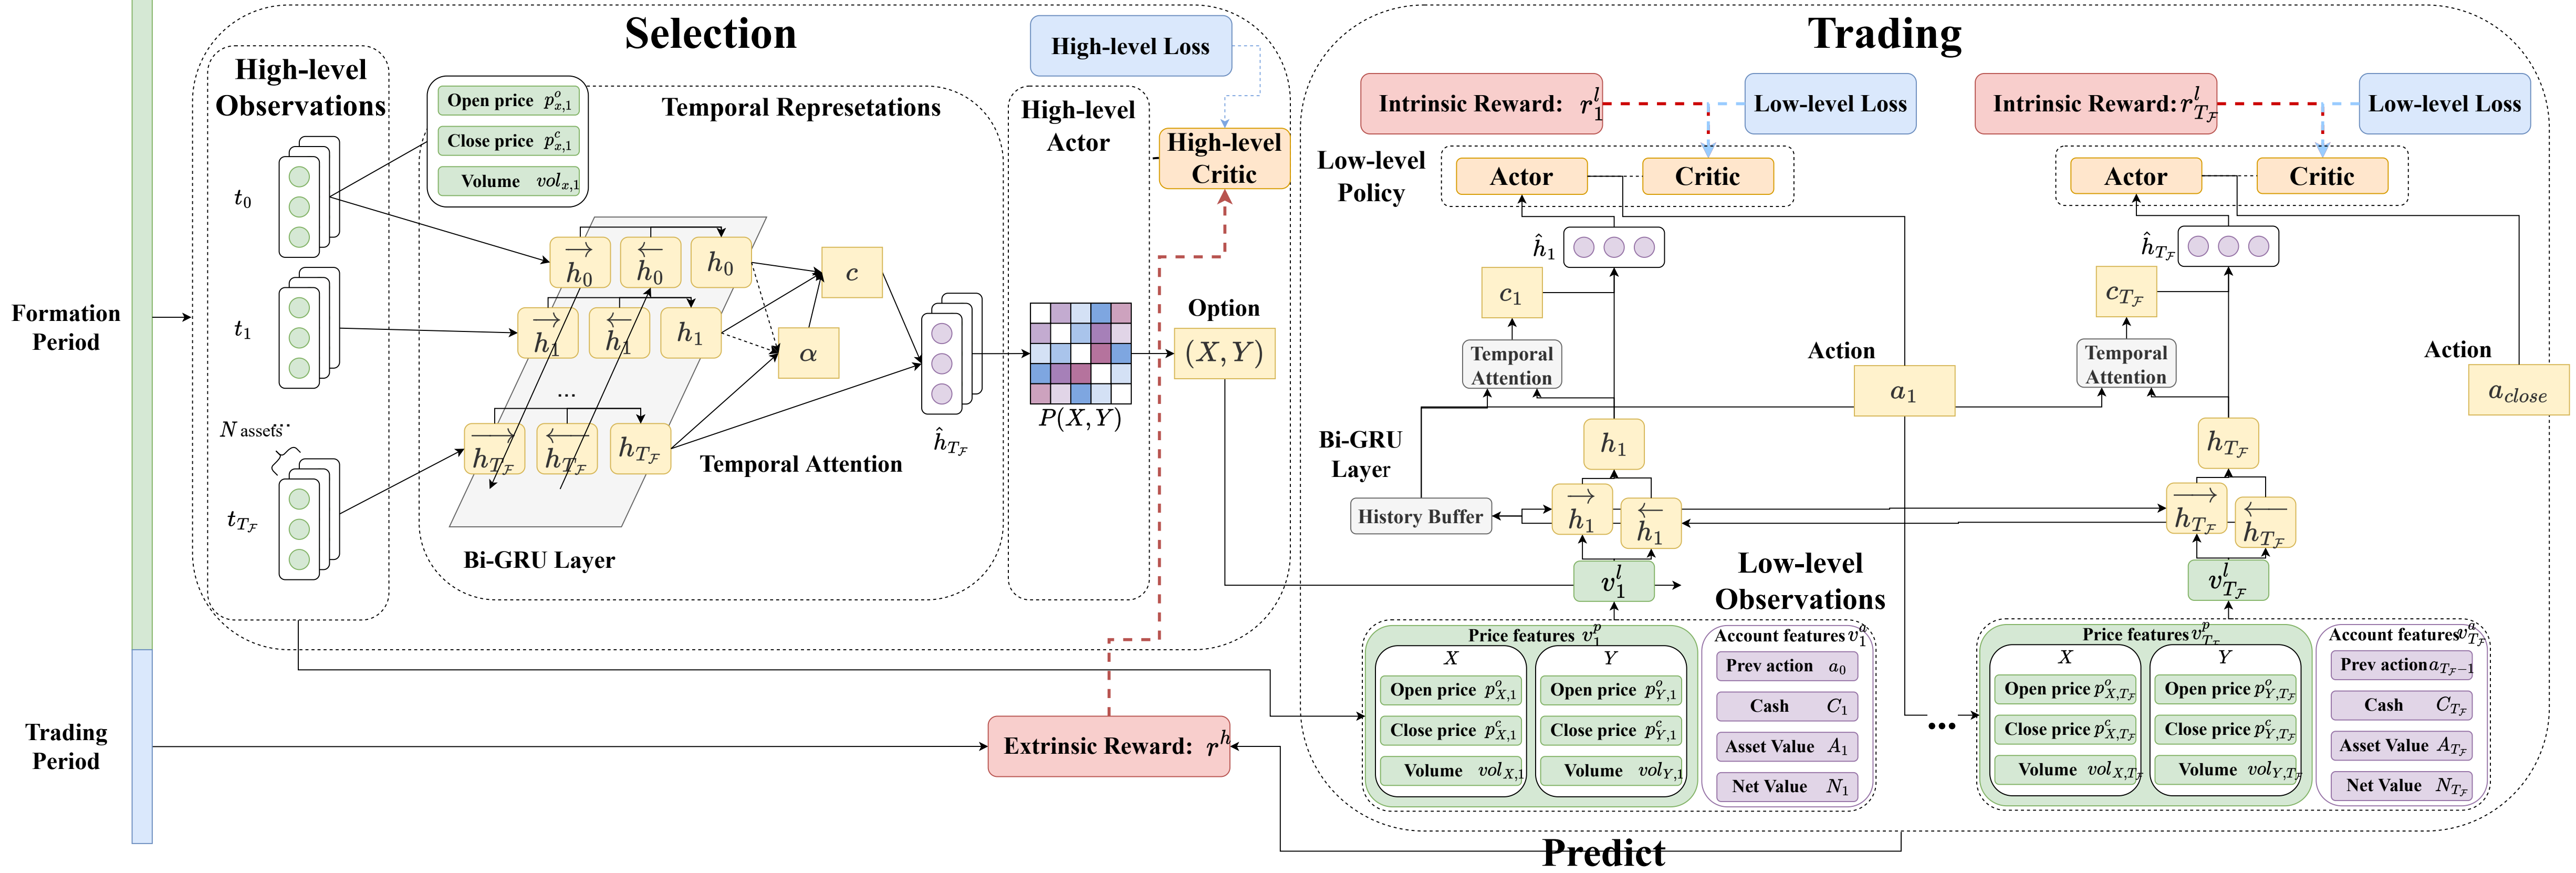 Selection
Trading
High-level Loss
High-level
Observations
Open price p^o_{x,1}
Close price p^c_{x,1}
Volume vol_{x,1}
Temporal Represetations
High-level
Actor
High-level
Critic
Intrinsic Reward: r^l_1
Low-level Loss
Intrinsic Reward: r^l_{T_F}
Low-level Loss
Low-level
Policy
Actor
Critic
Actor
Critic
t_0
t_1
N assets
...
t_{T_F}
Formation
Period
→h_0 ←h_0 h_0
→h_1 ←h_1 h_1
...
→h_{T_F} ←h_{T_F} h_{T_F}
c
α
Temporal Attention
Bi-GRU Layer
ĥ_{T_F}
P(X,Y)
Option
(X,Y)
ĥ_1
c_1
Temporal
Attention
Bi-GRU
Layer
h_1
History Buffer
→h_1 ←h_1
v^l_1
Action
a_1
ĥ_{T_F}
c_{T_F}
Temporal
Attention
h_{T_F}
→h_{T_F} ←h_{T_F}
v^l_{T_F}
Action
a_{close}
Low-level
Observations
Price features v^p_1
X
Open price p^o_{X,1}
Close price p^c_{X,1}
Volume vol_{X,1}
Y
Open price p^o_{Y,1}
Close price p^c_{Y,1}
Volume vol_{Y,1}
Account features v^a_1
Prev action a_0
Cash C_1
Asset Value A_1
Net Value N_1
...
Price features v^p_{T_F}
X
Open price p^o_{X,T_F}
Close price p^c_{X,T_F}
Volume vol_{X,T_F}
Y
Open price p^o_{Y,T_F}
Close price p^c_{Y,T_F}
Volume vol_{Y,T_F}
Account features v^a_{T_F}
Prev action a_{T_F-1}
Cash C_{T_F}
Asset Value A_{T_F}
Net Value N_{T_F}
Trading
Period
Extrinsic Reward: r^h
Predict